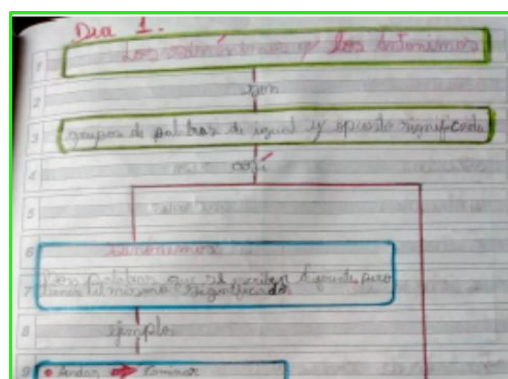 Dia 1.
Los sinónimos y los Antonimos
son
grupos de palabras de igual y opuesto significado
así
sinónimos
Son Palabras que se escriben diferente, pero
tienen el mismo significado.
ejemplo
• Andar ➡ Caminar